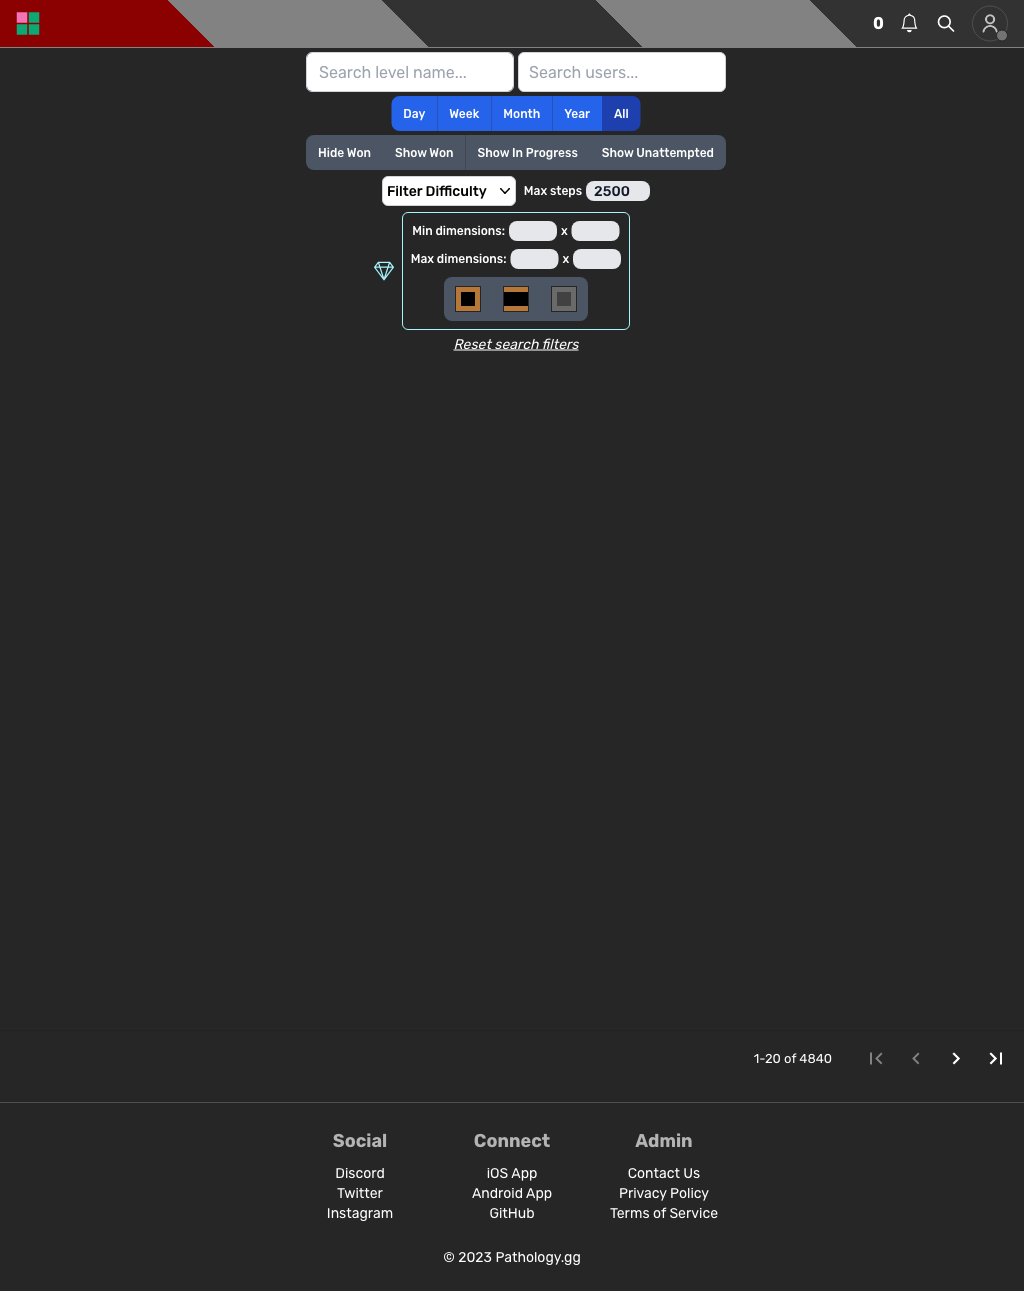 0
Search level name... Search users...
Day Week Month Year All
Hide Won Show Won Show In Progress Show Unattempted
Filter Difficulty Max steps 2500
Min dimensions: x
Max dimensions: x
Reset search filters
1-20 of 4840
Social Connect Admin
Discord iOS App Contact Us
Twitter Android App Privacy Policy
Instagram GitHub Terms of Service
© 2023 Pathology.gg